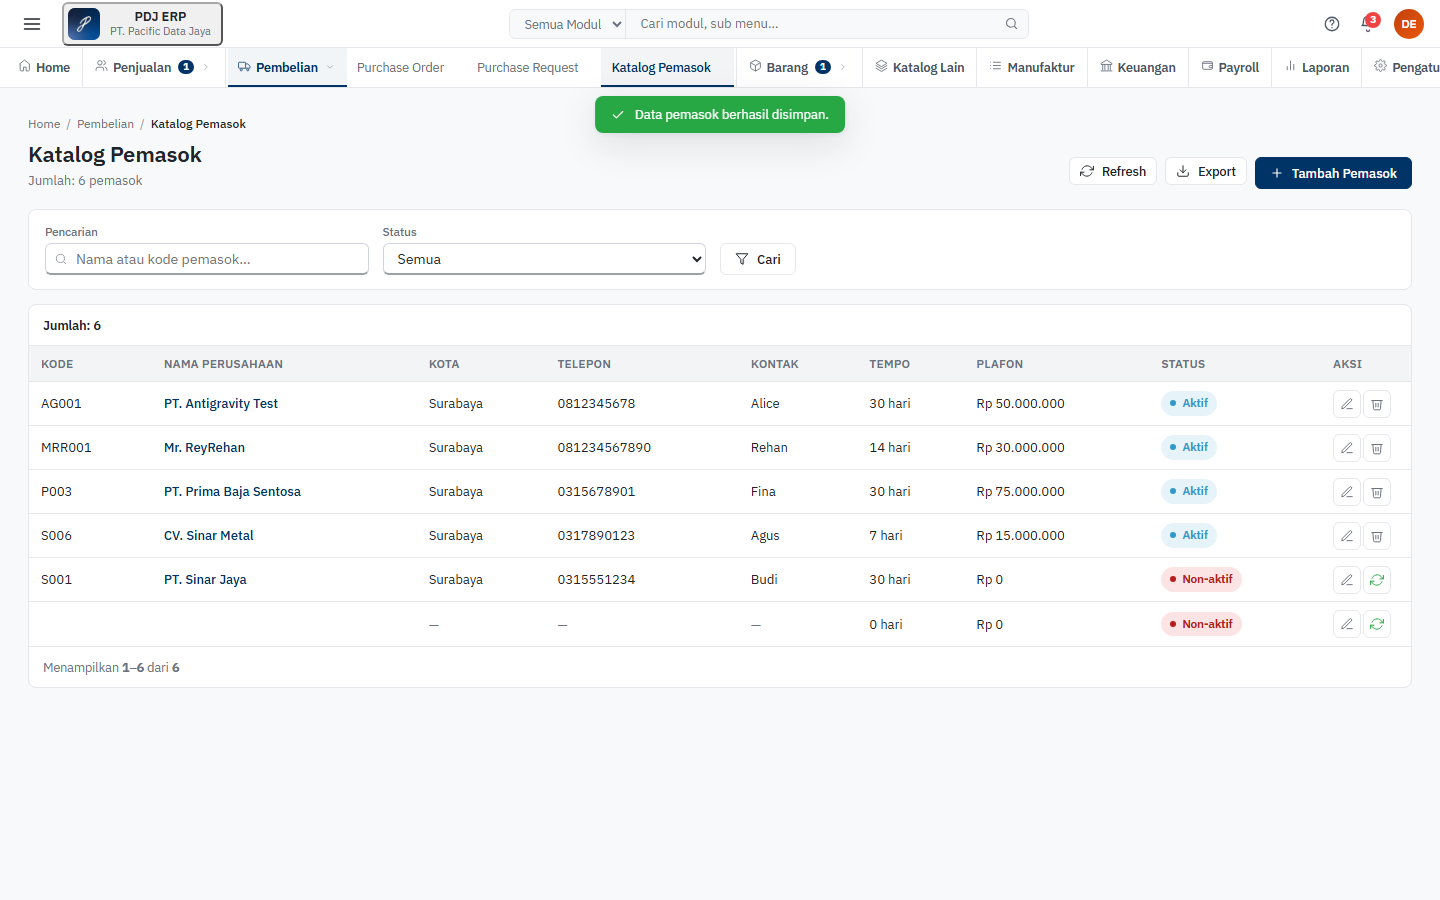 PDJ ERP
PT. Pacific Data Jaya
Semua Modul
Cari modul, sub menu...
3
DE
Home
Penjualan 1
Pembelian
Purchase Order
Purchase Request
Katalog Pemasok
Barang 1
Katalog Lain
Manufaktur
Keuangan
Payroll
Laporan
Pengatu
Data pemasok berhasil disimpan.
Home / Pembelian / Katalog Pemasok
Katalog Pemasok
Jumlah: 6 pemasok
Refresh
Export
+ Tambah Pemasok
Pencarian
Status
Nama atau kode pemasok...
Semua
Cari
Jumlah: 6
KODE NAMA PERUSAHAAN KOTA TELEPON KONTAK TEMPO PLAFON STATUS AKSI
AG001 PT. Antigravity Test Surabaya 0812345678 Alice 30 hari Rp 50.000.000 Aktif
MRR001 Mr. ReyRehan Surabaya 081234567890 Rehan 14 hari Rp 30.000.000 Aktif
P003 PT. Prima Baja Sentosa Surabaya 0315678901 Fina 30 hari Rp 75.000.000 Aktif
S006 CV. Sinar Metal Surabaya 0317890123 Agus 7 hari Rp 15.000.000 Aktif
S001 PT. Sinar Jaya Surabaya 0315551234 Budi 30 hari Rp 0 Non-aktif
— — — 0 hari Rp 0 Non-aktif
Menampilkan 1–6 dari 6